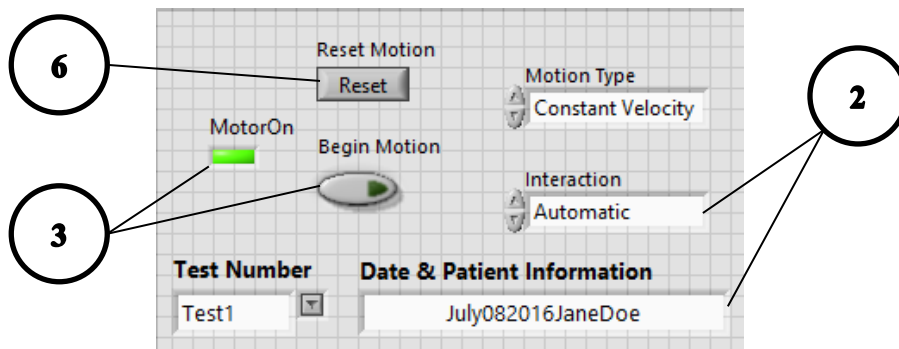 6
Reset Motion
Reset
Motion Type
Constant Velocity
2
MotorOn
Begin Motion
Interaction
Automatic
3
Test Number
Date & Patient Information
Test1
July082016JaneDoe